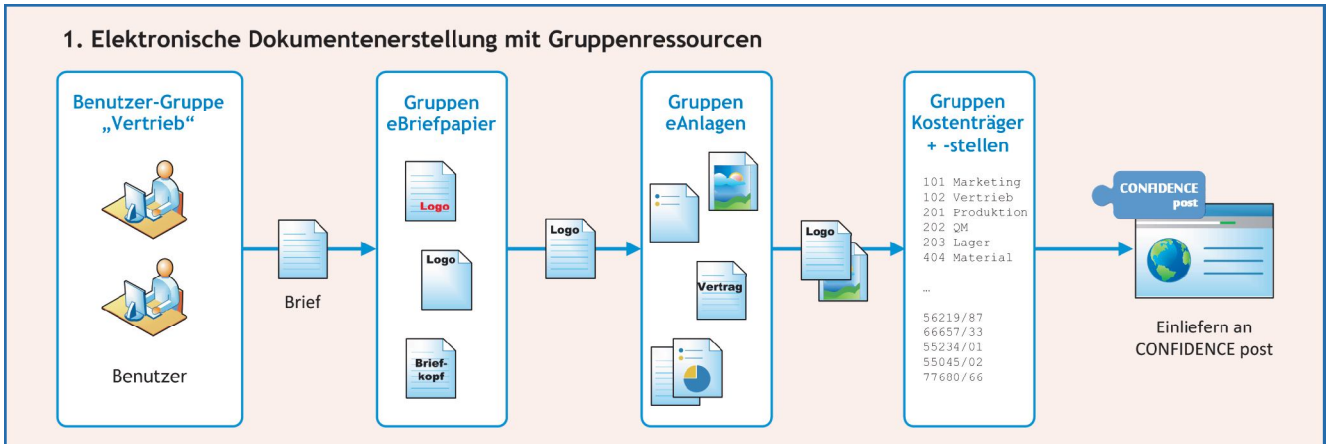 1. Elektronische Dokumentenerstellung mit Gruppenressourcen
Benutzer-Gruppe
„Vertrieb“
Benutzer
Brief
Gruppen
eBriefpapier
Logo
Logo
Brief-
kopf
Logo
Gruppen
eAnlagen
Vertrag
Logo
Gruppen
Kostenträger
+ -stellen
101 Marketing
102 Vertrieb
201 Produktion
202 QM
203 Lager
404 Material
…
56219/87
66657/33
55234/01
55045/02
77680/66
CONFIDENCE
post
Einliefern an
CONFIDENCE post